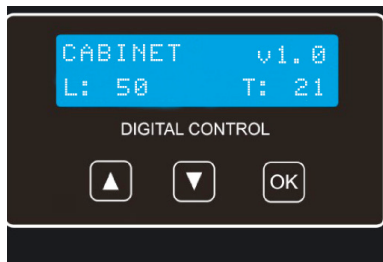 CABINET v1.0
L: 50 T: 21
DIGITAL CONTROL
▲ ▼ OK